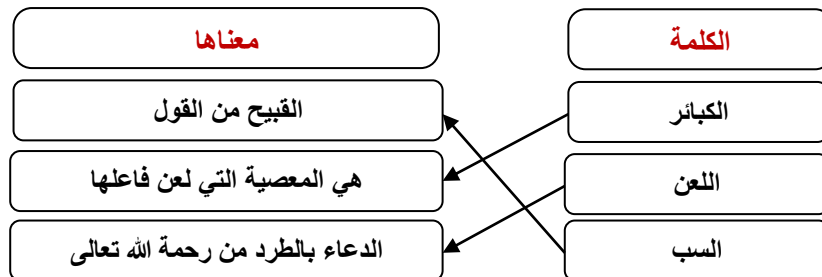 الكلمة
معناها
الكبائر
القبيح من القول
اللعن
هي المعصية التي لعن فاعلها
السب
الدعاء بالطرد من رحمة الله تعالى